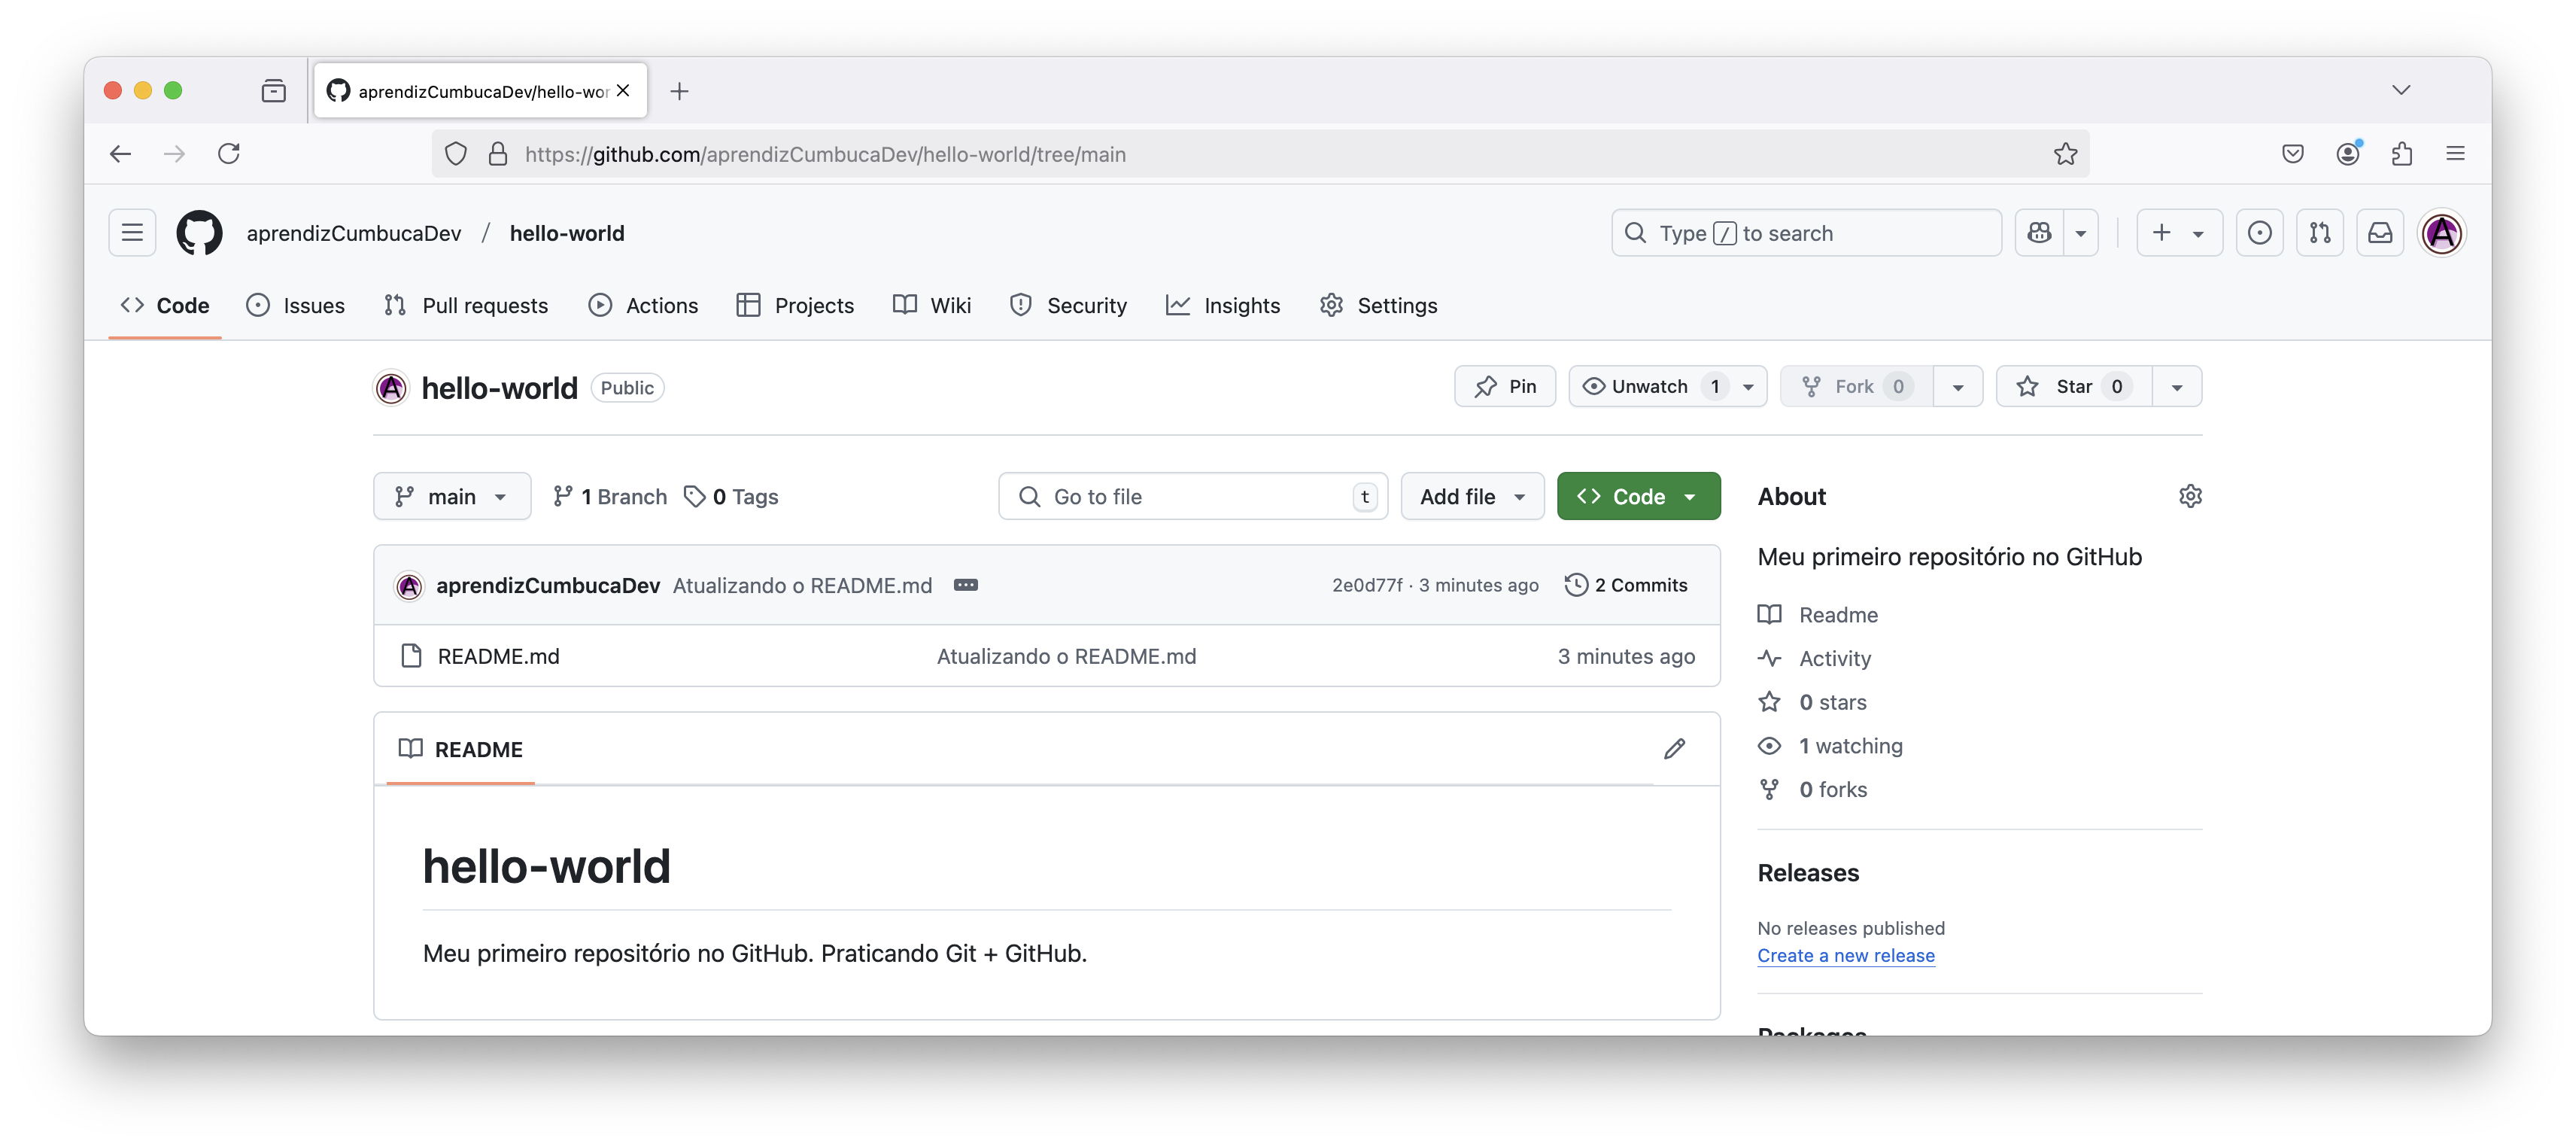 aprendizCumbucaDev/hello-wor
https://github.com/aprendizCumbucaDev/hello-world/tree/main
aprendizCumbucaDev / hello-world
Type / to search
Code Issues Pull requests Actions Projects Wiki Security Insights Settings
hello-world Public
Pin Unwatch 1 Fork 0 Star 0
main 1 Branch 0 Tags Go to file t Add file Code
About
Meu primeiro repositório no GitHub
aprendizCumbucaDev Atualizando o README.md 2e0d77f · 3 minutes ago 2 Commits
README.md Atualizando o README.md 3 minutes ago
Readme
Activity
0 stars
1 watching
0 forks
README
hello-world
Meu primeiro repositório no GitHub. Praticando Git + GitHub.
Releases
No releases published
Create a new release
Packages